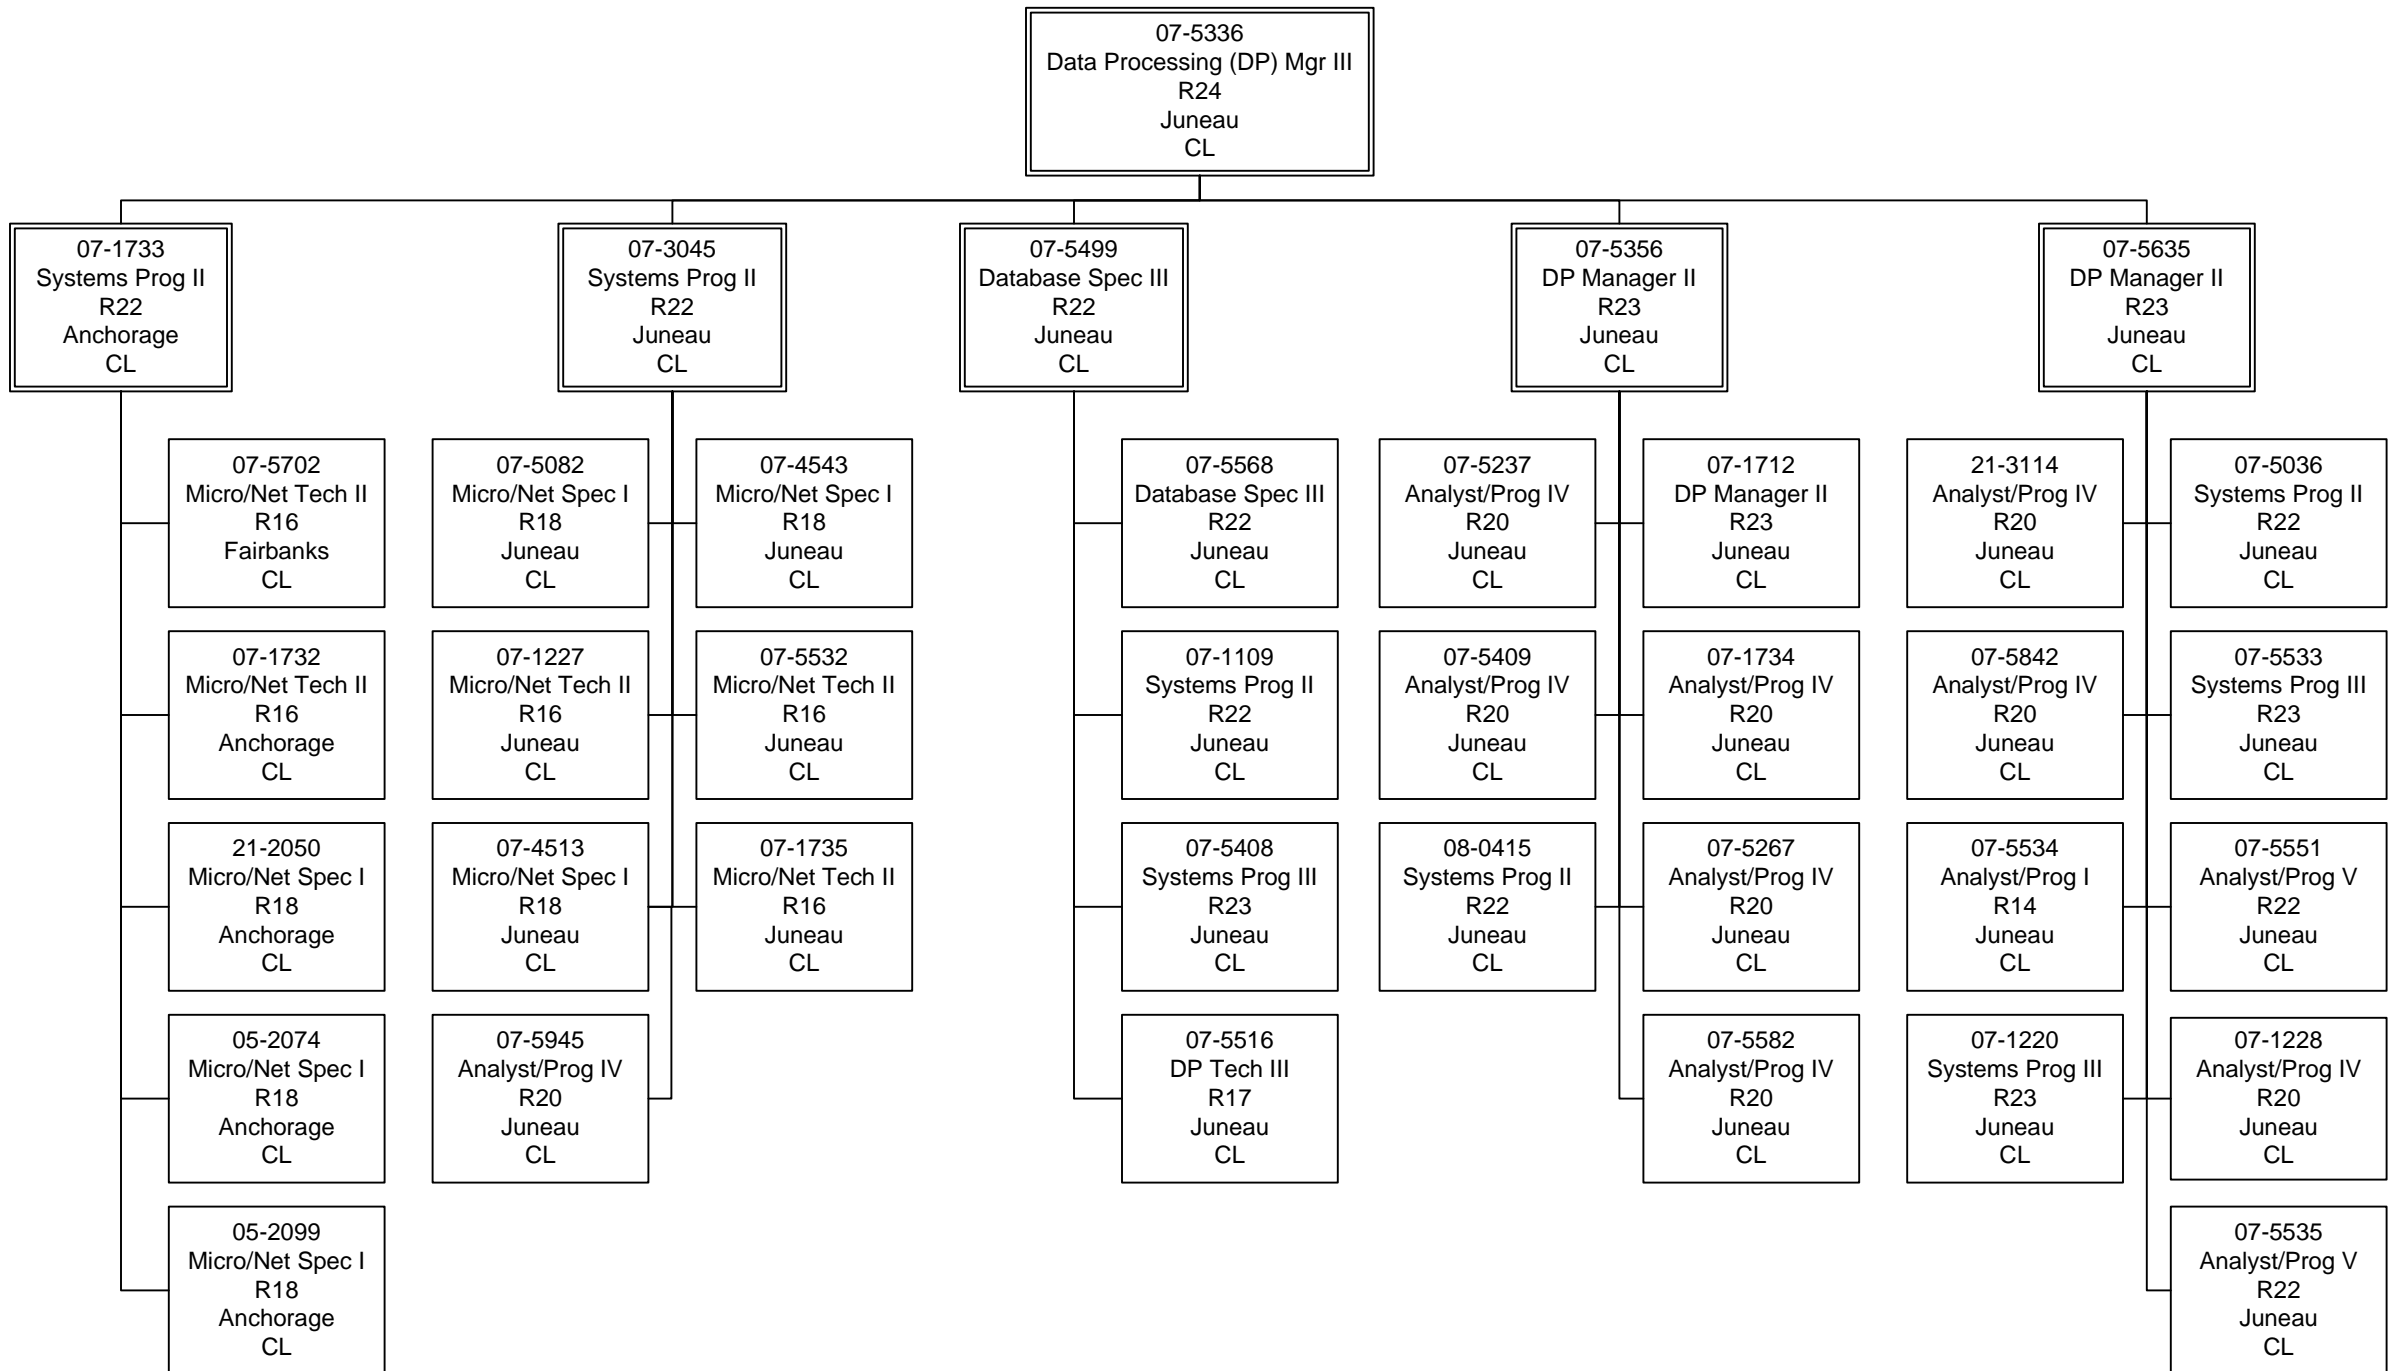 07-5336
Data Processing (DP) Mgr III
R24
Juneau
CL
07-1733
Systems Prog II
R22
Anchorage
CL
07-3045
Systems Prog II
R22
Juneau
CL
07-5499
Database Spec III
R22
Juneau
CL
07-5356
DP Manager II
R23
Juneau
CL
07-5635
DP Manager II
R23
Juneau
CL
07-5702
Micro/Net Tech II
R16
Fairbanks
CL
07-5082
Micro/Net Spec I
R18
Juneau
CL
07-4543
Micro/Net Spec I
R18
Juneau
CL
07-5568
Database Spec III
R22
Juneau
CL
07-5237
Analyst/Prog IV
R20
Juneau
CL
07-1712
DP Manager II
R23
Juneau
CL
21-3114
Analyst/Prog IV
R20
Juneau
CL
07-5036
Systems Prog II
R22
Juneau
CL
07-1732
Micro/Net Tech II
R16
Anchorage
CL
07-1227
Micro/Net Tech II
R16
Juneau
CL
07-5532
Micro/Net Tech II
R16
Juneau
CL
07-1109
Systems Prog II
R22
Juneau
CL
07-5409
Analyst/Prog IV
R20
Juneau
CL
07-1734
Analyst/Prog IV
R20
Juneau
CL
07-5842
Analyst/Prog IV
R20
Juneau
CL
07-5533
Systems Prog III
R23
Juneau
CL
21-2050
Micro/Net Spec I
R18
Anchorage
CL
07-4513
Micro/Net Spec I
R18
Juneau
CL
07-1735
Micro/Net Tech II
R16
Juneau
CL
07-5408
Systems Prog III
R23
Juneau
CL
08-0415
Systems Prog II
R22
Juneau
CL
07-5267
Analyst/Prog IV
R20
Juneau
CL
07-5534
Analyst/Prog I
R14
Juneau
CL
07-5551
Analyst/Prog V
R22
Juneau
CL
05-2074
Micro/Net Spec I
R18
Anchorage
CL
07-5945
Analyst/Prog IV
R20
Juneau
CL
07-5516
DP Tech III
R17
Juneau
CL
07-5582
Analyst/Prog IV
R20
Juneau
CL
07-1220
Systems Prog III
R23
Juneau
CL
07-1228
Analyst/Prog IV
R20
Juneau
CL
05-2099
Micro/Net Spec I
R18
Anchorage
CL
07-5535
Analyst/Prog V
R22
Juneau
CL